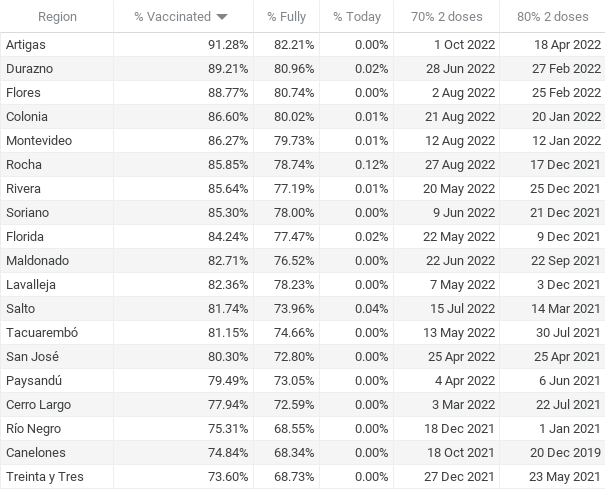 Region % Vaccinated % Fully % Today 70% 2 doses 80% 2 doses
Artigas 91.28% 82.21% 0.00% 1 Oct 2022 18 Apr 2022
Durazno 89.21% 80.96% 0.02% 28 Jun 2022 27 Feb 2022
Flores 88.77% 80.74% 0.00% 2 Aug 2022 25 Feb 2022
Colonia 86.60% 80.02% 0.01% 21 Aug 2022 20 Jan 2022
Montevideo 86.27% 79.73% 0.01% 12 Aug 2022 12 Jan 2022
Rocha 85.85% 78.74% 0.12% 27 Aug 2022 17 Dec 2021
Rivera 85.64% 77.19% 0.01% 20 May 2022 25 Dec 2021
Soriano 85.30% 78.00% 0.00% 9 Jun 2022 21 Dec 2021
Florida 84.24% 77.47% 0.02% 22 May 2022 9 Dec 2021
Maldonado 82.71% 76.52% 0.00% 22 Jun 2022 22 Sep 2021
Lavalleja 82.36% 78.23% 0.00% 7 May 2022 3 Dec 2021
Salto 81.74% 73.96% 0.04% 15 Jul 2022 14 Mar 2021
Tacuarembó 81.15% 74.66% 0.00% 13 May 2022 30 Jul 2021
San José 80.30% 72.80% 0.00% 25 Apr 2022 25 Apr 2021
Paysandú 79.49% 73.05% 0.00% 4 Apr 2022 6 Jun 2021
Cerro Largo 77.94% 72.59% 0.00% 3 Mar 2022 22 Jul 2021
Río Negro 75.31% 68.55% 0.00% 18 Dec 2021 1 Jan 2021
Canelones 74.84% 68.34% 0.00% 18 Oct 2021 20 Dec 2019
Treinta y Tres 73.60% 68.73% 0.00% 27 Dec 2021 23 May 2021